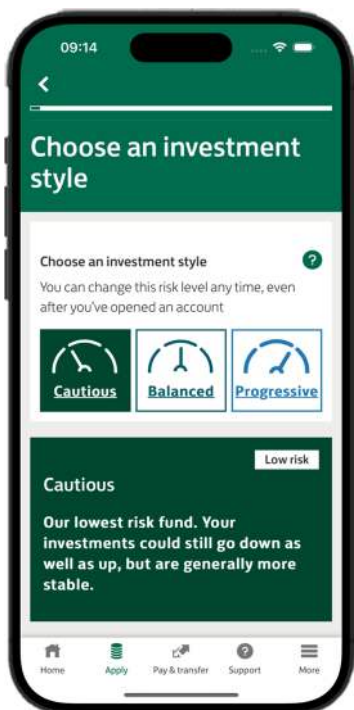 09:14
Choose an investment
style
Choose an investment style
?
You can change this risk level any time, even
after you've opened an account
Cautious
Balanced
Progressive
Low risk
Cautious
Our lowest risk fund. Your
investments could still go down as
well as up, but are generally more
stable.
Home
Apply
Pay & transfer
Support
More